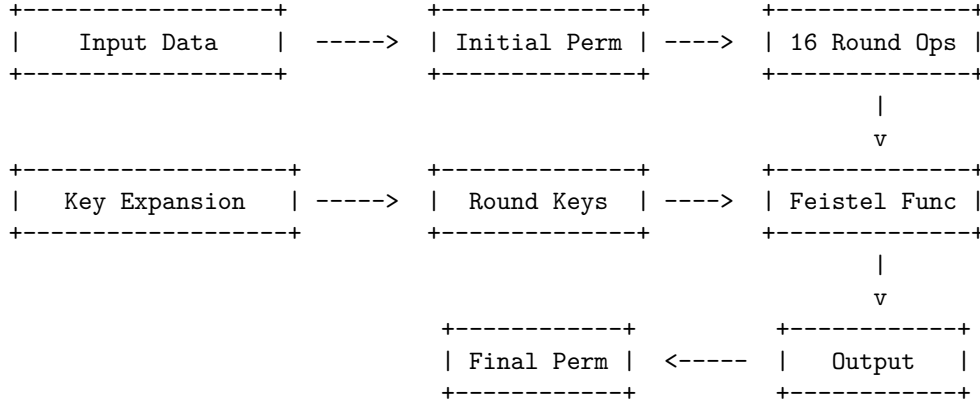 +------------------+ +-------------+ +-------------+
| Input Data | -----> | Initial Perm | ----> | 16 Round Ops |
+------------------+ +-------------+ +-------------+
|
v
+-------------------+ +-------------+ +-------------+
| Key Expansion | -----> | Round Keys | ----> | Feistel Func |
+-------------------+ +-------------+ +-------------+
|
v
+------------+ +------------+
| Final Perm | <----- | Output |
+------------+ +------------+